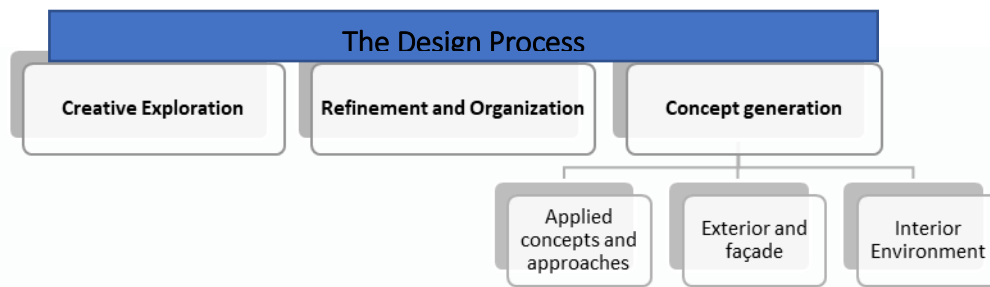 The Design Process
Creative Exploration
Refinement and Organization
Concept generation
Applied
concepts and
approaches
Exterior and
façade
Interior
Environment